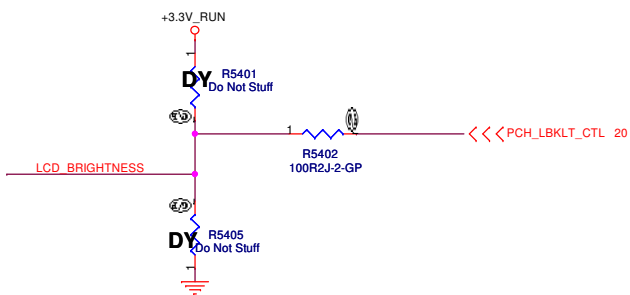 +3.3V_RUN
1
DY
R5401
Do Not Stuff
1
PCH_LBKLT_CTL 20
R5402
100R2J-2-GP
LCD_BRIGHTNESS
DY
R5405
Do Not Stuff
1